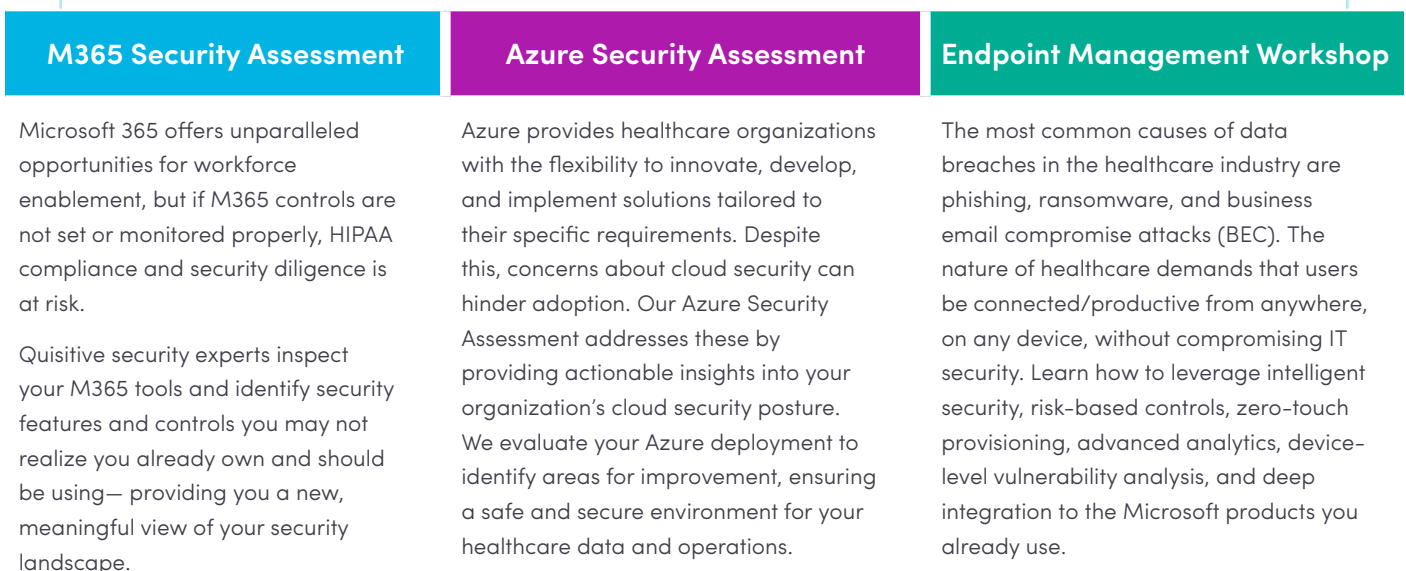 M365 Security Assessment
Microsoft 365 offers unparalleled
opportunities for workforce
enablement, but if M365 controls are
not set or monitored properly, HIPAA
compliance and security diligence is
at risk.
Quisitive security experts inspect
your M365 tools and identify security
features and controls you may not
realize you already own and should
be using— providing you a new,
meaningful view of your security
landscape.
Azure Security Assessment
Azure provides healthcare organizations
with the flexibility to innovate, develop,
and implement solutions tailored to
their specific requirements. Despite
this, concerns about cloud security can
hinder adoption. Our Azure Security
Assessment addresses these by
providing actionable insights into your
organization’s cloud security posture.
We evaluate your Azure deployment to
identify areas for improvement, ensuring
a safe and secure environment for your
healthcare data and operations.
Endpoint Management Workshop
The most common causes of data
breaches in the healthcare industry are
phishing, ransomware, and business
email compromise attacks (BEC). The
nature of healthcare demands that users
be connected/productive from anywhere,
on any device, without compromising IT
security. Learn how to leverage intelligent
security, risk-based controls, zero-touch
provisioning, advanced analytics, device-
level vulnerability analysis, and deep
integration to the Microsoft products you
already use.